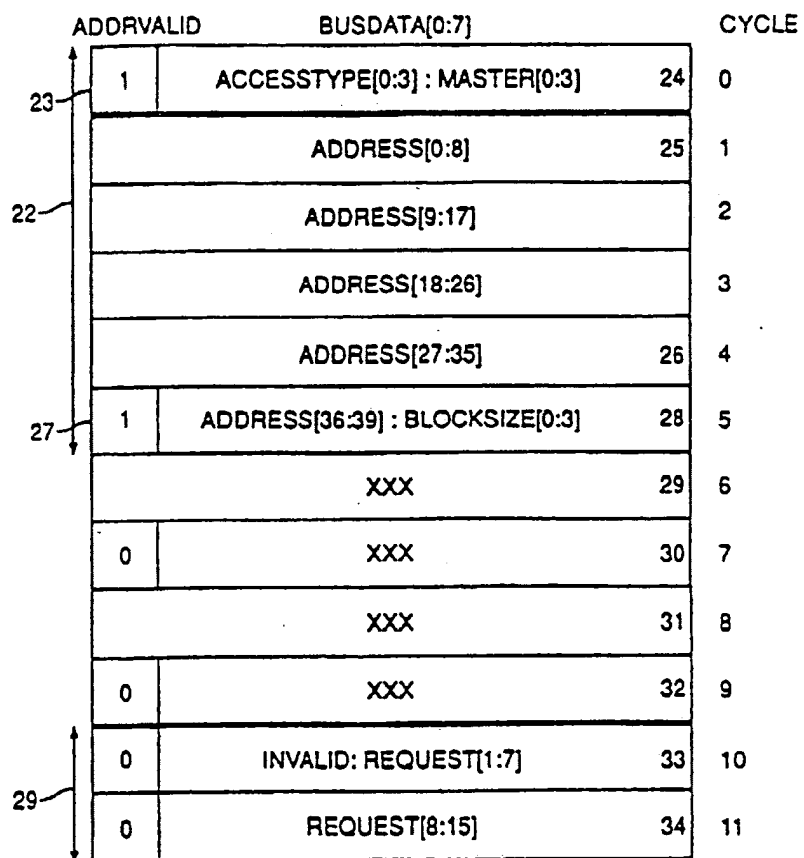 ADDRVALID BUSDATA[0:7] CYCLE
1 ACCESSTYPE[0:3] : MASTER[0:3] 24 0
23
ADDRESS[0:8] 25 1
22
ADDRESS[9:17] 2
ADDRESS[18:26] 3
ADDRESS[27:35] 26 4
27
1 ADDRESS[36:39] : BLOCKSIZE[0:3] 28 5
XXX 29 6
0 XXX 30 7
XXX 31 8
0 XXX 32 9
0 INVALID: REQUEST[1:7] 33 10
29
0 REQUEST[8:15] 34 11